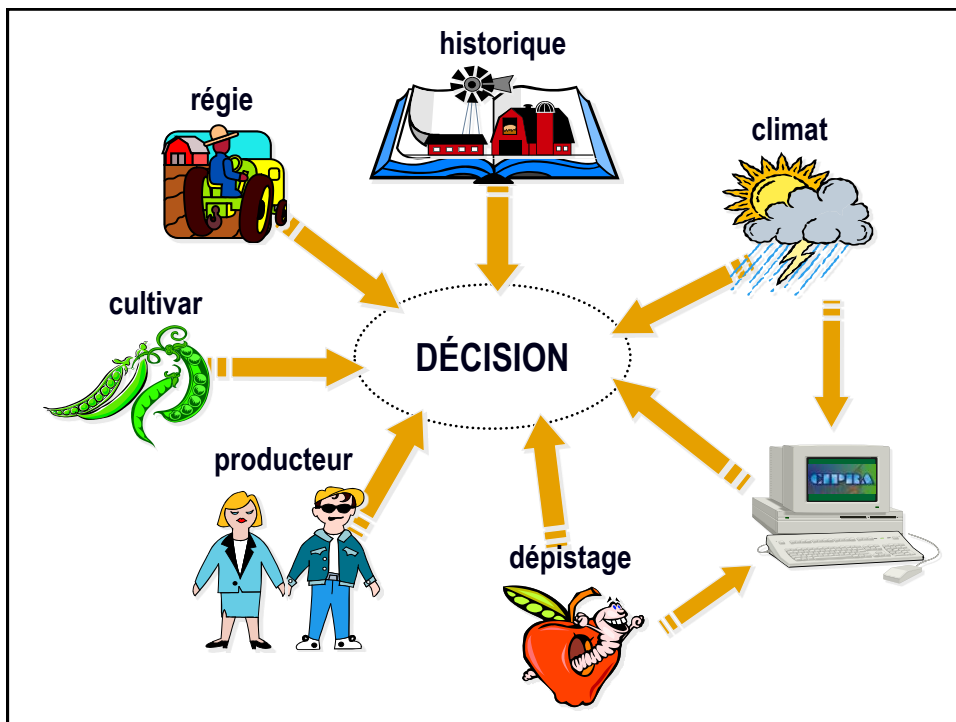 historique
régie
climat
cultivar
DÉCISION
producteur
CIPRA
dépistage